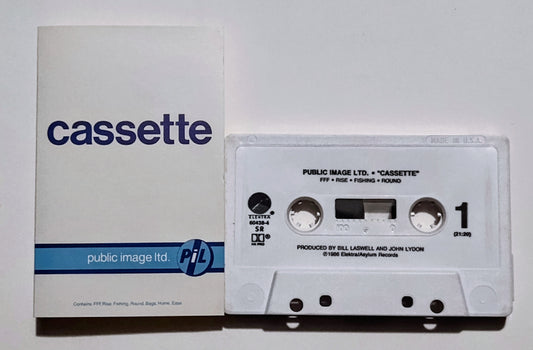 cassette
public image ltd.
PiL
Contains: FFF, Rise, Fishing, Round, Bags, Home, Ease
MADE IN U.S.A.
PUBLIC IMAGE LTD. • "CASSETTE"
FFF • RISE • FISHING • ROUND
ELEKTRA
60438-4
SR
1
(21:20)
100
0
PRODUCED BY BILL LASWELL AND JOHN LYDON
℗1986 Elektra/Asylum Records